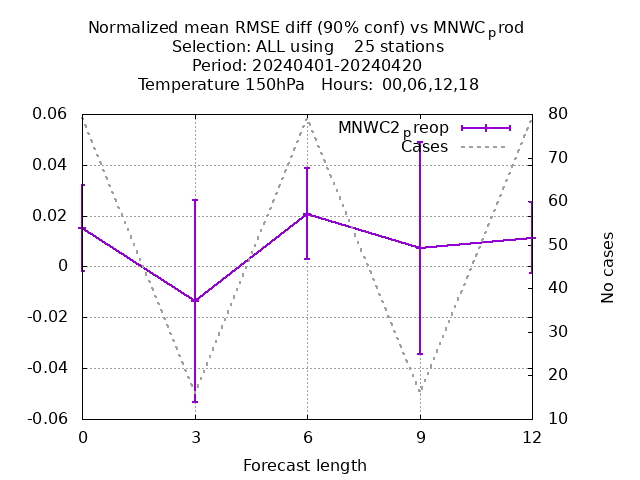 Normalized mean RMSE diff (90% conf) vs MNWCprod
Selection: ALL using    25 stations
Period: 20240401-20240420
Temperature 150hPa   Hours:  00,06,12,18
MNWC2preop
Cases
0.06
0.04
0.02
0
-0.02
-0.04
-0.06
80
70
60
50
40
30
20
10
No cases
0
3
6
9
12
Forecast length